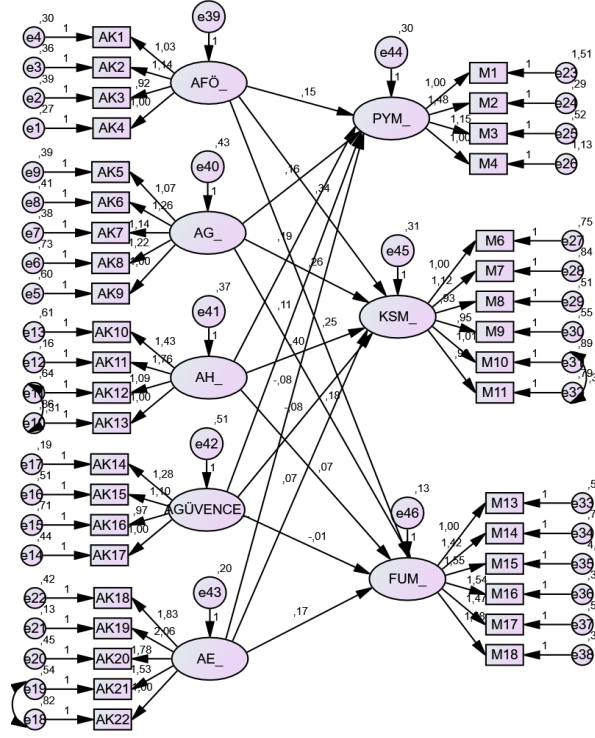 e39
,30
e4 1 AK1
,36
e3 1 AK2
,39
e2 1 AK3
,27
e1 1 AK4
1,03
1,14
,92
1,00
1
AFÖ_
,15
,30
e44
1
PYM_
1,00
1,48
1,15
M1 1 e23 1,51
M2 1 e24 ,29
M3 1 e25 ,52
M4 1 e26 1,13
,43
e40
1
,39
e9 1 AK5
,41
e8 1 AK6
,38
e7 1 AK7
,73
e6 1 AK8
,60
e5 1 AK9
1,07
1,26
1,14
1,22
1,00
AG_
,16
,34
,19
,26
,11
,25
,40
-,08
-,08
,18
,07
,07
-,01
,17
,31
e45
1
KSM_
1,00
1,12
,93
,95
1,01
M6 1 e27 ,75
M7 1 e28 ,84
M8 1 e29 ,51
M9 1 e30 ,55
M10 1 ,89
M11 1 e32
,37
e41
1
,61
e13 1 AK10
,16
e12 1 AK11
,64
1 AK12
,31
1 AK13
1,43
1,76
1,09
1,00
AH_
,51
e42
1
,19
e17 1 AK14
,51
e16 1 AK15
,71
e15 1 AK16
,44
e14 1 AK17
1,28
1,10
,97
1,00
AGÜVENCE
,13
e46
1
FUM_
1,00
1,42
1,55
1,54
1,47
M13 1 e33
M14 1 e34
M15 1 e35
M16 1 e36
M17 1 e37
M18 1 e38
,20
e43
1
,42
e22 1 AK18
,13
e21 1 AK19
,45
e20 1 AK20
,54
e19 1 AK21
,82
e18 1 AK22
1,83
2,06
1,78
1,53
1,00
AE_